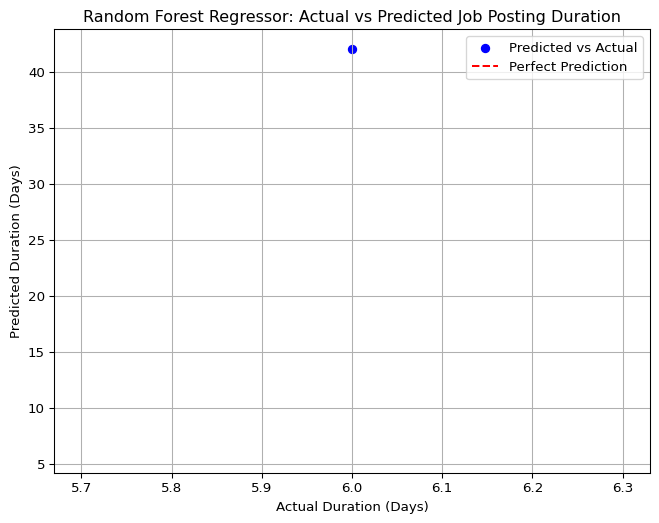 Random Forest Regressor: Actual vs Predicted Job Posting Duration
Predicted vs Actual
Perfect Prediction
Predicted Duration (Days)
40
35
30
25
20
15
10
5
5.7 5.8 5.9 6.0 6.1 6.2 6.3
Actual Duration (Days)